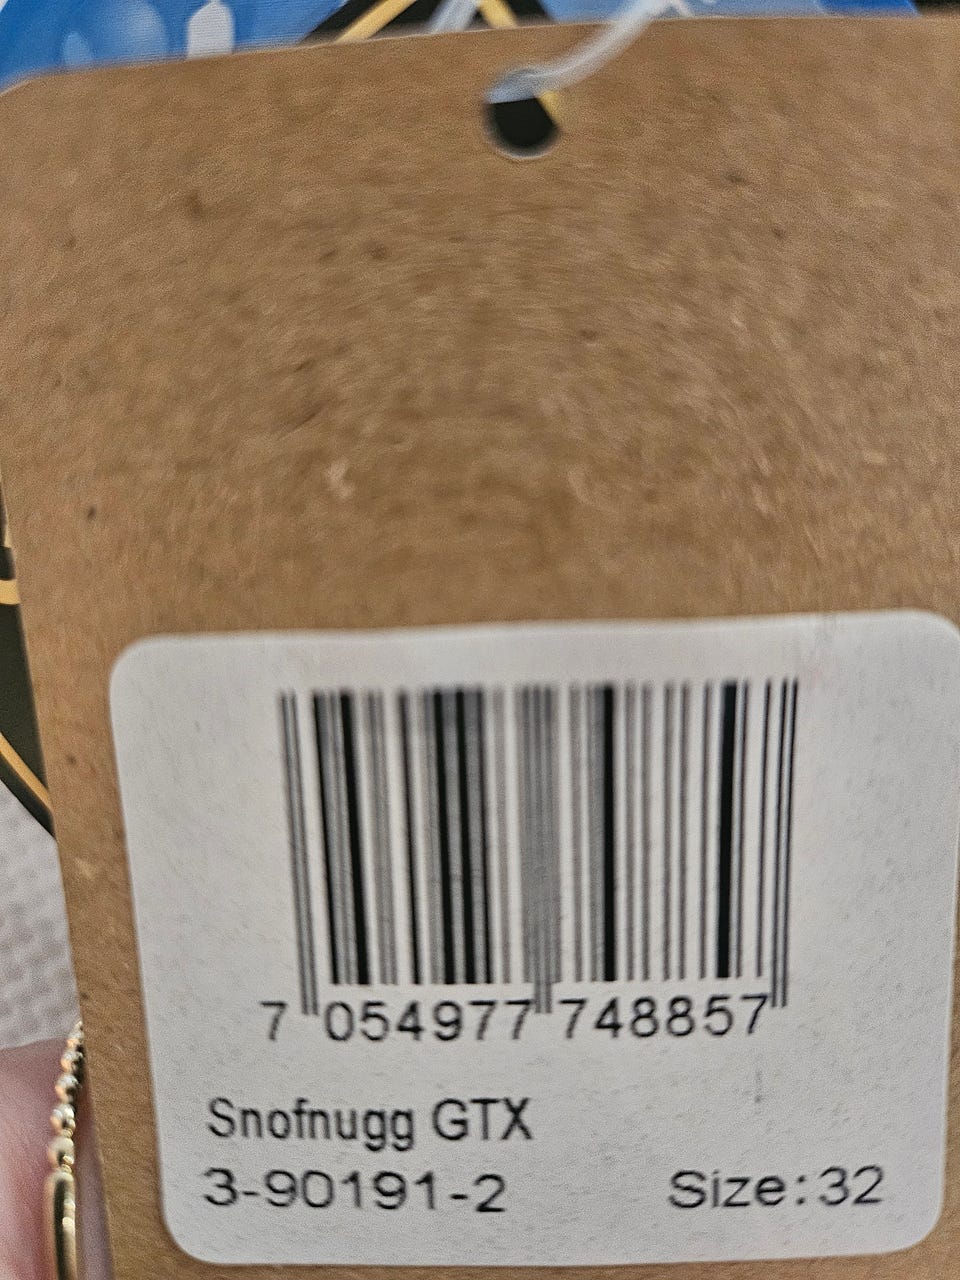 7 054977 748857
Snofnugg GTX
3-90191-2 Size:32